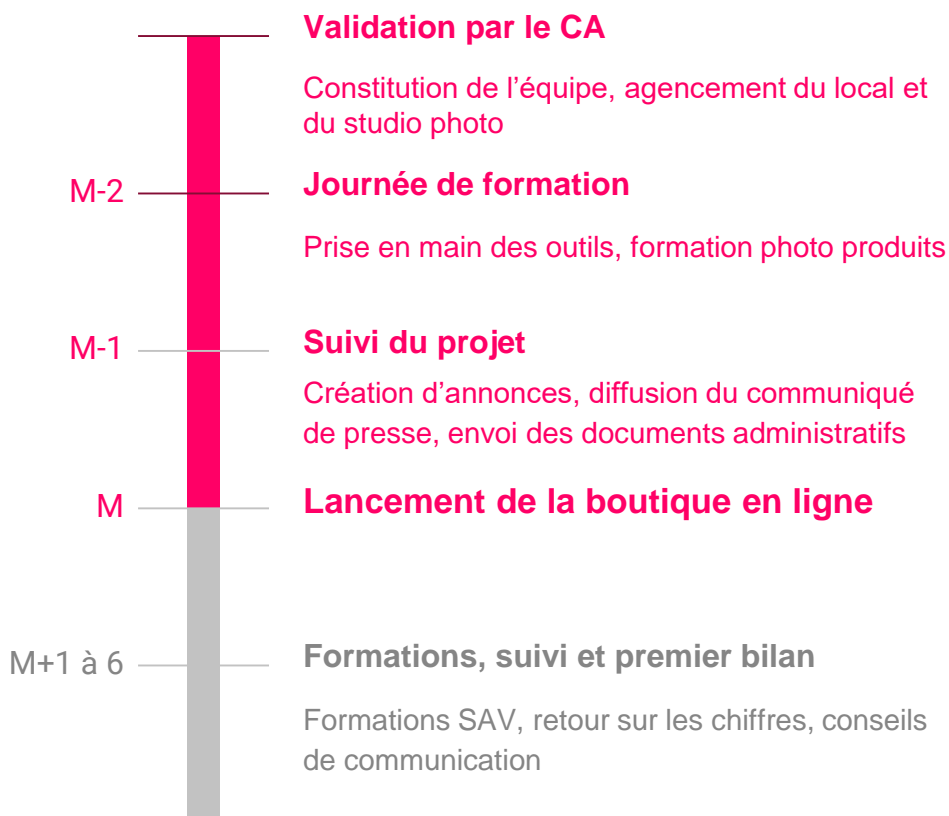 Validation par le CA
Constitution de l’équipe, agencement du local et
du studio photo
M-2
Journée de formation
Prise en main des outils, formation photo produits
M-1
Suivi du projet
Création d’annonces, diffusion du communiqué
de presse, envoi des documents administratifs
M
Lancement de la boutique en ligne
M+1 à 6
Formations, suivi et premier bilan
Formations SAV, retour sur les chiffres, conseils
de communication